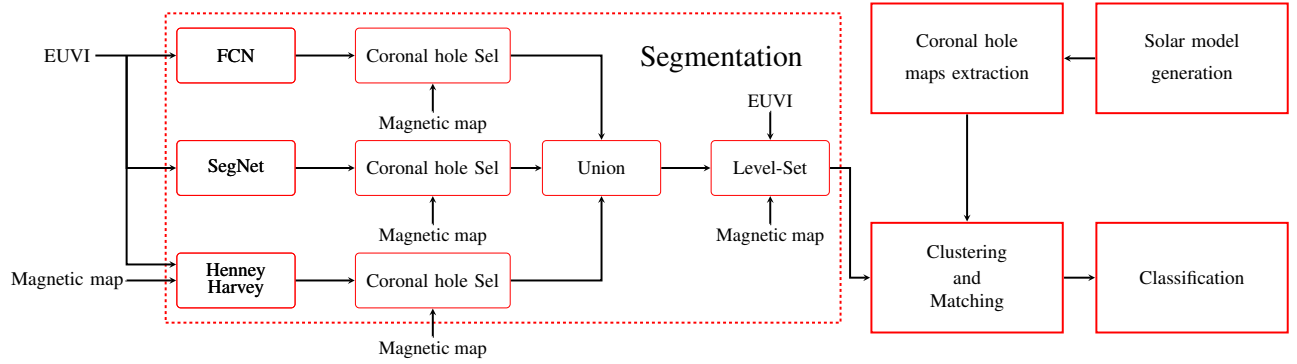 EUVI
FCN
Coronal hole Sel
Magnetic map
Segmentation
EUVI
SegNet
Coronal hole Sel
Magnetic map
Union
Level-Set
Magnetic map
Magnetic map
Henney
Harvey
Coronal hole Sel
Magnetic map
Coronal hole
maps extraction
Solar model
generation
Clustering
and
Matching
Classification